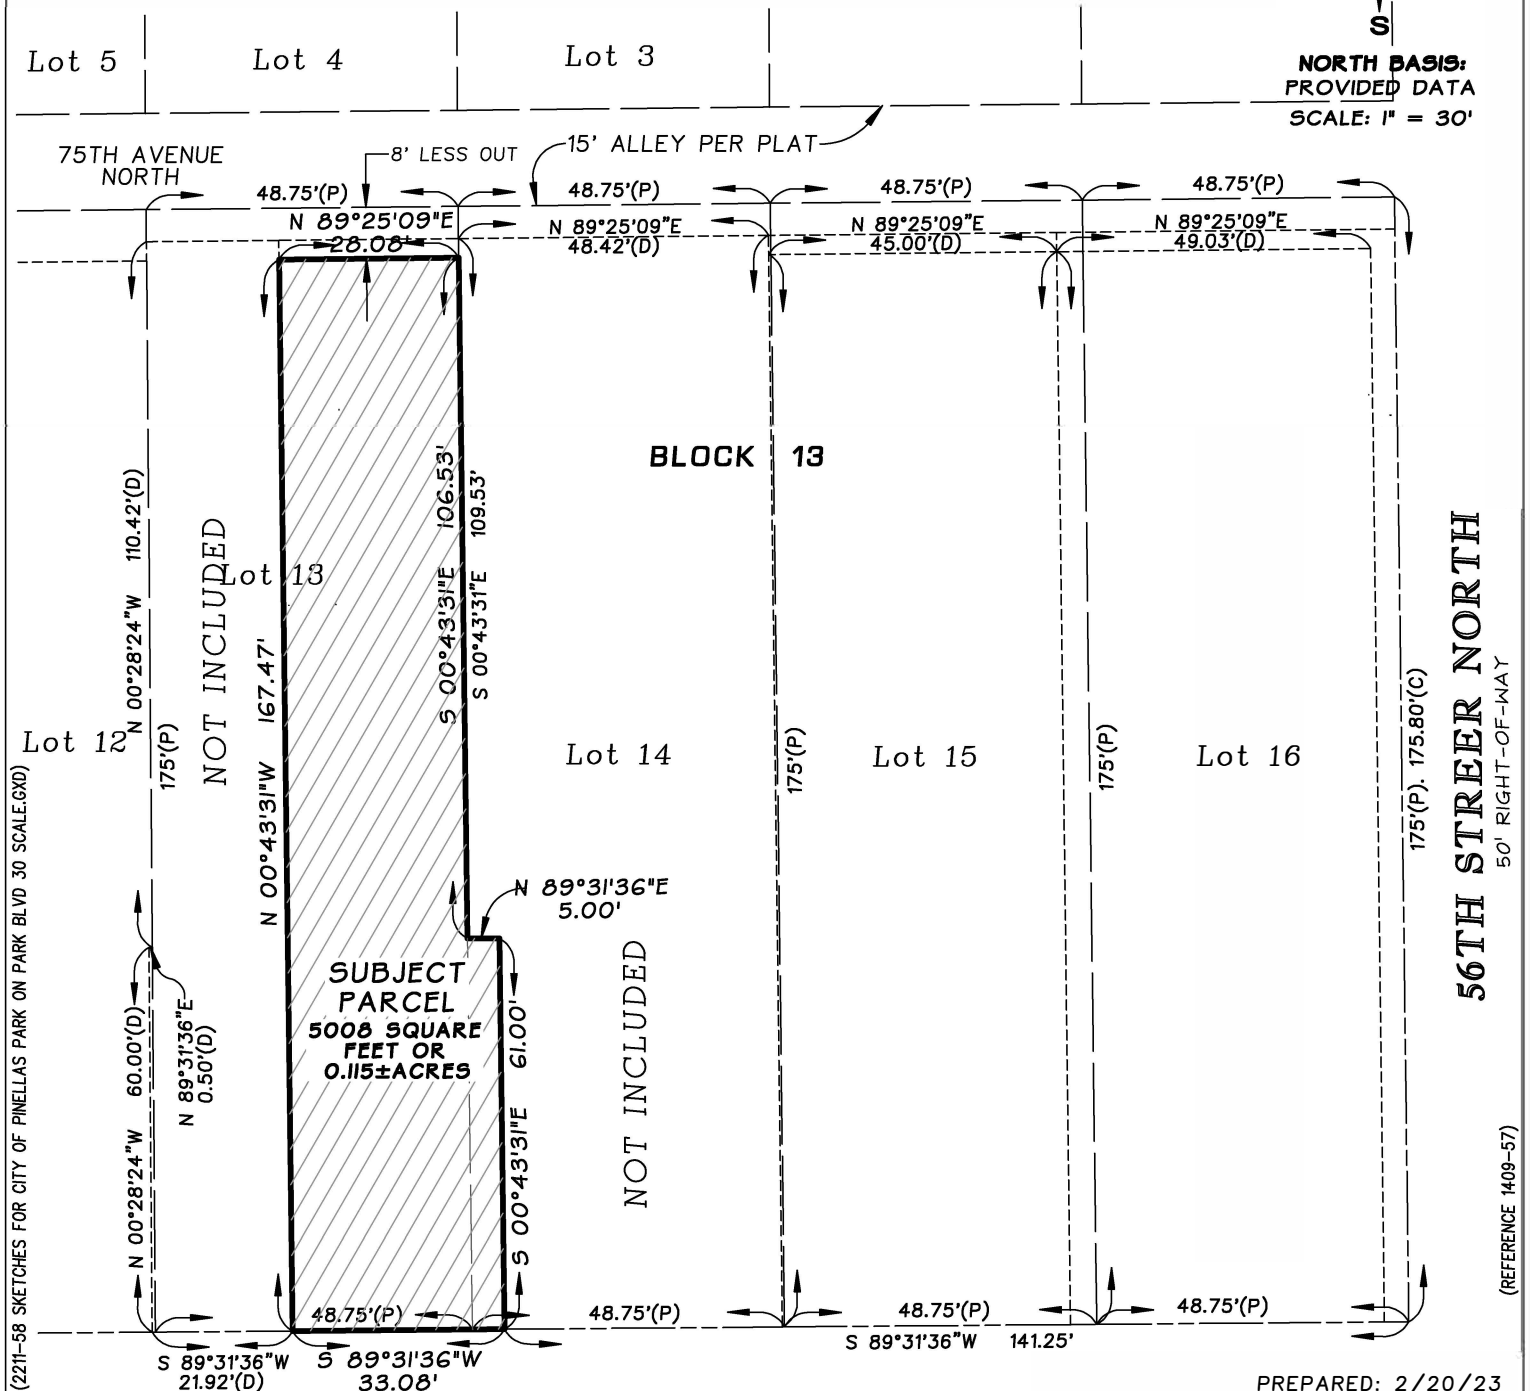 S
NORTH BASIS:
PROVIDED DATA
SCALE: 1" = 30'
Lot 5
Lot 4
Lot 3
75TH AVENUE
NORTH
8' LESS OUT
15' ALLEY PER PLAT
48.75'(P)
48.75'(P)
48.75'(P)
48.75'(P)
N 89°25'09"E
28.08'
N 89°25'09"E
48.42'(D)
N 89°25'09"E
45.00'(D)
N 89°25'09"E
49.03'(D)
BLOCK 13
N 00°28'24"W 110.42'(D)
NOT INCLUDED
Lot 13
N 00°43'31"W 167.47'
S 00°43'31"E 106.53'
S 00°43'31"E 109.53'
Lot 12
175'(P)
Lot 14
175'(P)
Lot 15
175'(P)
Lot 16
175'(P). 175.80'(C)
56TH STREER NORTH
50' RIGHT-OF-WAY
N 89°31'36"E
5.00'
SUBJECT
PARCEL
5008 SQUARE
FEET OR
0.115±ACRES
N 00°28'24"W 60.00'(D)
N 89°31'36"E
0.50'(D)
S 00°43'31"E 61.00'
NOT INCLUDED
48.75'(P)
48.75'(P)
48.75'(P)
48.75'(P)
S 89°31'36"W
21.92'(D)
S 89°31'36"W
33.08'
S 89°31'36"W 141.25'
(2211-58 SKETCHES FOR CITY OF PINELLAS PARK ON PARK BLVD 30 SCALE.GXD)
(REFERENCE 1409-57)
PREPARED: 2/20/23